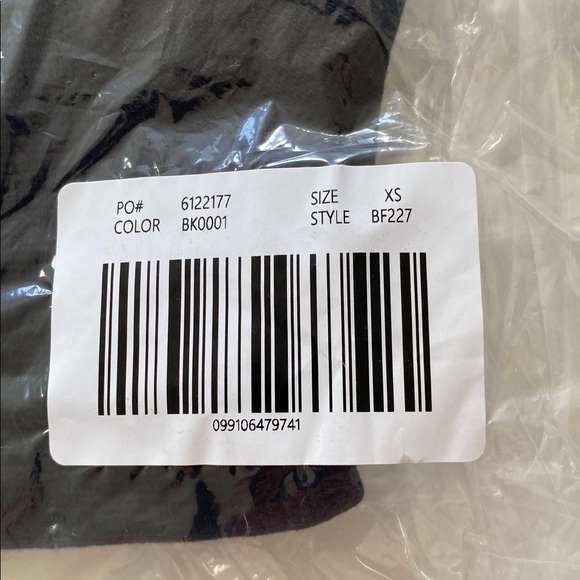 PO# 6122177 SIZE XS
COLOR BK0001 STYLE BF227
099106479741